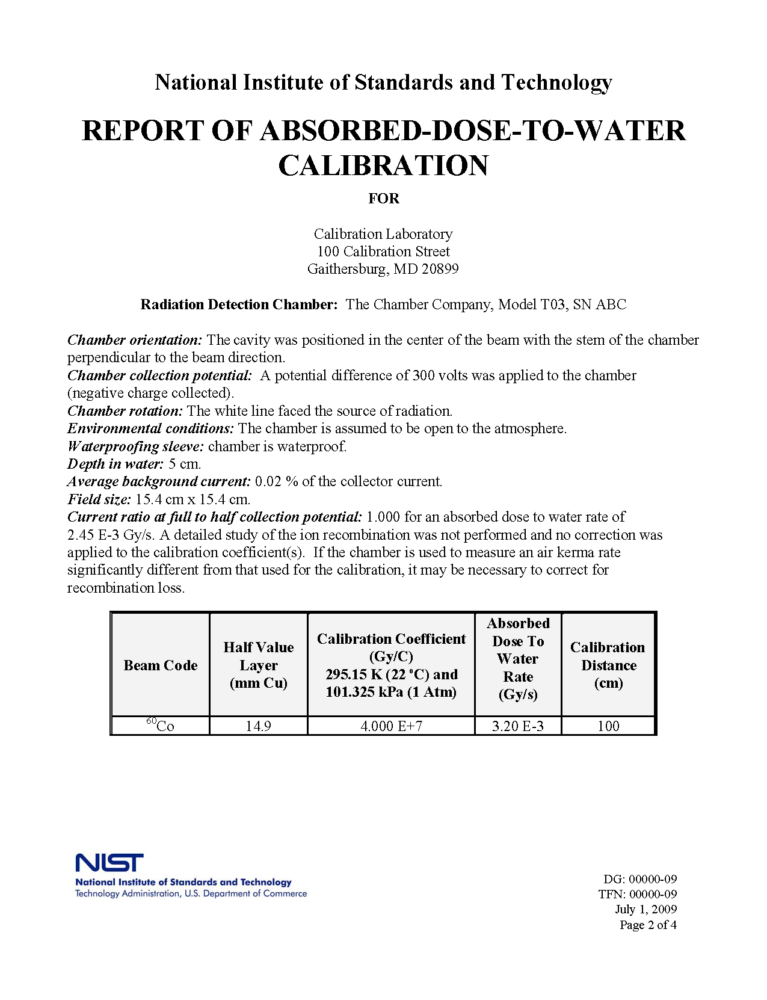 National Institute of Standards and Technology
REPORT OF ABSORBED-DOSE-TO-WATER
CALIBRATION
FOR
Calibration Laboratory
100 Calibration Street
Gaithersburg, MD 20899
Radiation Detection Chamber: The Chamber Company, Model T03, SN ABC
Chamber orientation: The cavity was positioned in the center of the beam with the stem of the chamber
perpendicular to the beam direction.
Chamber collection potential: A potential difference of 300 volts was applied to the chamber
(negative charge collected).
Chamber rotation: The white line faced the source of radiation.
Environmental conditions: The chamber is assumed to be open to the atmosphere.
Waterproofing sleeve: chamber is waterproof.
Depth in water: 5 cm.
Average background current: 0.02 % of the collector current.
Field size: 15.4 cm x 15.4 cm.
Current ratio at full to half collection potential: 1.000 for an absorbed dose to water rate of
2.45 E-3 Gy/s. A detailed study of the ion recombination was not performed and no correction was
applied to the calibration coefficient(s). If the chamber is used to measure an air kerma rate
significantly different from that used for the calibration, it may be necessary to correct for
recombination loss.
Beam Code
Half Value
Layer
(mm Cu)
Calibration Coefficient
(Gy/C)
295.15 K (22 ºC) and
101.325 kPa (1 Atm)
Absorbed
Dose To
Water
Rate
(Gy/s)
Calibration
Distance
(cm)
⁶⁰Co 14.9 4.000 E+7 3.20 E-3 100
NIST
National Institute of Standards and Technology
Technology Administration, U.S. Department of Commerce
DG: 00000-09
TFN: 00000-09
July 1, 2009
Page 2 of 4